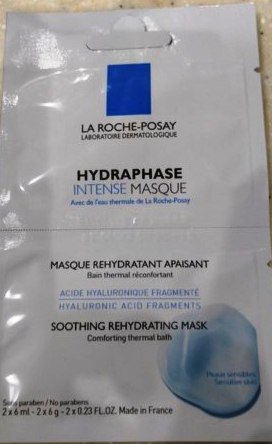 LA ROCHE-POSAY
LABORATOIRE DERMATOLOGIQUE
HYDRAPHASE
INTENSE MASQUE
Avec de l'eau thermale de La Roche-Posay
MASQUE REHYDRATANT APAISANT
Bain thermal réconfortant
ACIDE HYALURONIQUE FRAGMENTÉ
HYALURONIC ACID FRAGMENTS
SOOTHING REHYDRATING MASK
Comforting thermal bath
Peaux sensibles
Sensitive skin
Sans paraben / No parabens
2 x 6 ml - 2 x 6 g - 2 x 0.23 FL.OZ. Made in France